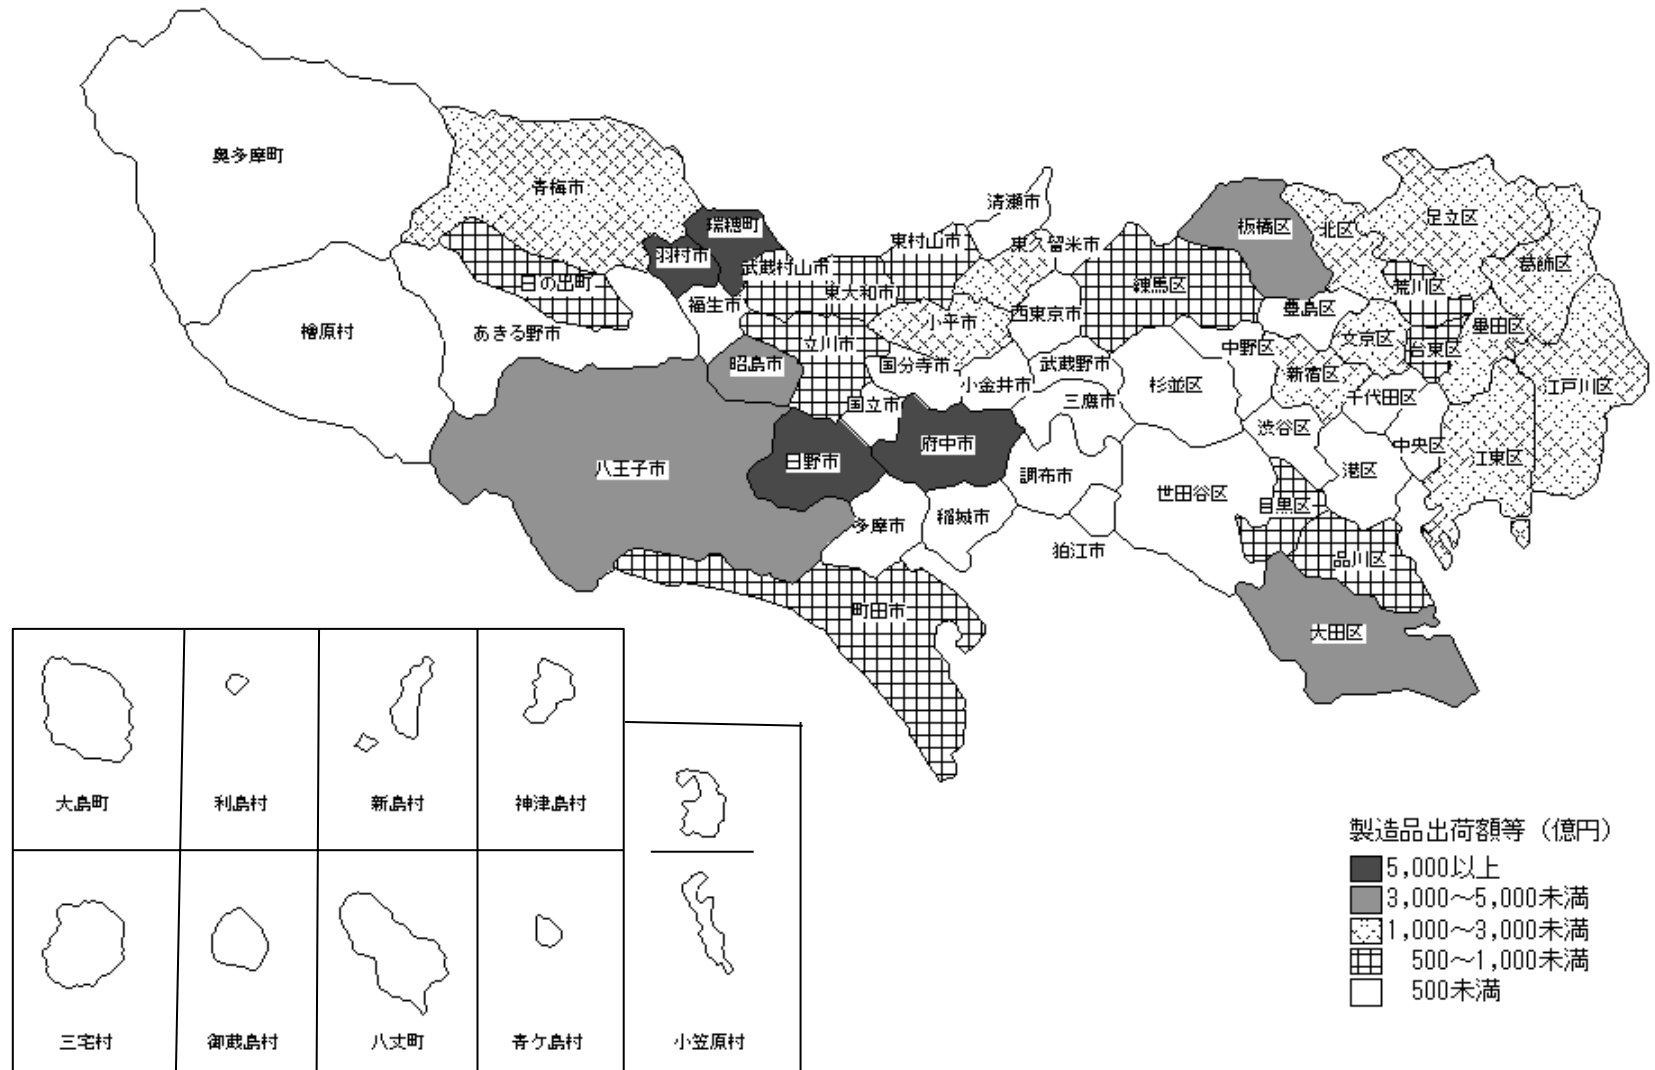 奥多摩町
青梅市
瑞穂町
羽村市
日の出町
檜原村
あきる野市
福生市
武蔵村山市
東大和市
東村山市
清瀬市
東久留米市
小平市
西東京市
練馬区
板橋区
北区
足立区
葛飾区
荒川区
豊島区
文京区
台東区
墨田区
江戸川区
昭島市
立川市
国分寺市
国立市
小金井市
武蔵野市
三鷹市
杉並区
中野区
新宿区
千代田区
渋谷区
中央区
港区
江東区
八王子市
日野市
府中市
調布市
世田谷区
目黒区
品川区
多摩市
稲城市
狛江市
町田市
大田区
大島町
利島村
新島村
神津島村
三宅村
御蔵島村
八丈町
青ケ島村
小笠原村
製造品出荷額等（億円）
5,000以上
3,000～5,000未満
1,000～3,000未満
500～1,000未満
500未満